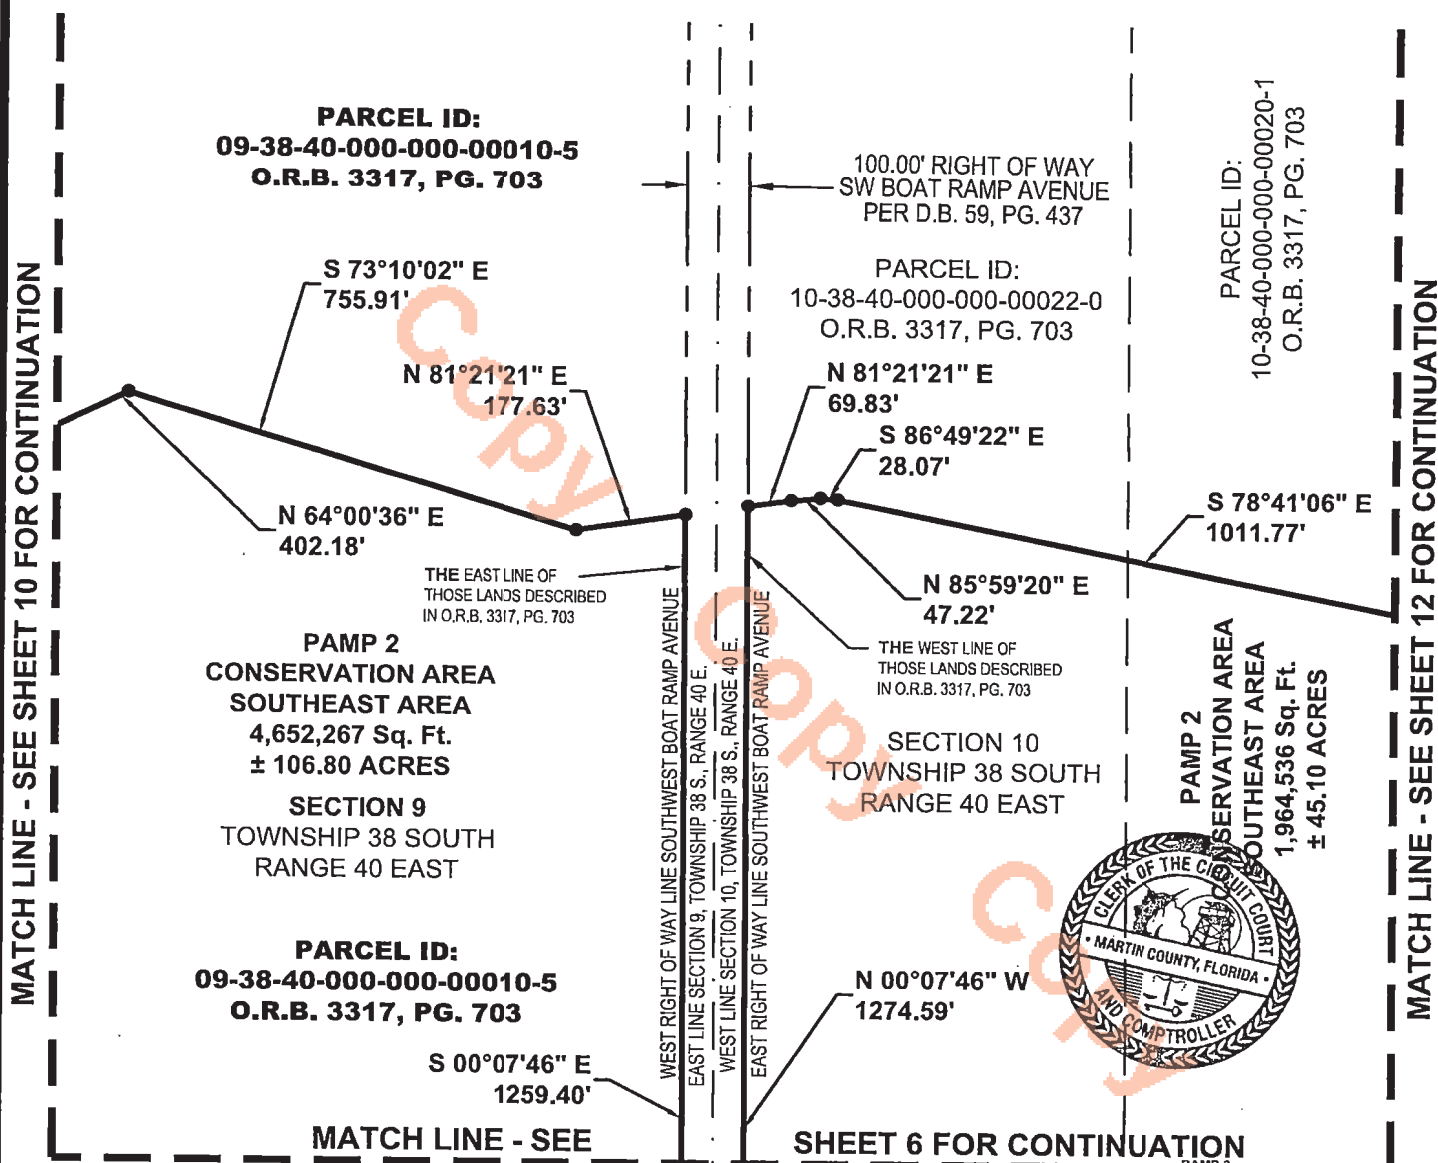 PARCEL ID:
09-38-40-000-000-00010-5
O.R.B. 3317, PG. 703
100.00' RIGHT OF WAY
SW BOAT RAMP AVENUE
PER D.B. 59, PG. 437
PARCEL ID:
10-38-40-000-000-00020-1
O.R.B. 3317, PG. 703
PARCEL ID:
10-38-40-000-000-00022-0
O.R.B. 3317, PG. 703
S 73°10'02" E
755.91'
N 81°21'21" E
177.63'
N 81°21'21" E
69.83'
S 86°49'22" E
28.07'
N 64°00'36" E
402.18'
S 78°41'06" E
1011.77'
N 85°59'20" E
47.22'
THE EAST LINE OF
THOSE LANDS DESCRIBED
IN O.R.B. 3317, PG. 703
THE WEST LINE OF
THOSE LANDS DESCRIBED
IN O.R.B. 3317, PG. 703
PAMP 2
CONSERVATION AREA
SOUTHEAST AREA
4,652,267 Sq. Ft.
± 106.80 ACRES
SECTION 9
TOWNSHIP 38 SOUTH
RANGE 40 EAST
WEST RIGHT OF WAY LINE SOUTHWEST BOAT RAMP AVENUE
EAST LINE SECTION 9, TOWNSHIP 38 S., RANGE 40 E.
WEST LINE SECTION 10, TOWNSHIP 38 S., RANGE 40 E.
EAST RIGHT OF WAY LINE SOUTHWEST BOAT RAMP AVENUE
SECTION 10
TOWNSHIP 38 SOUTH
RANGE 40 EAST
PAMP 2
CONSERVATION AREA
SOUTHEAST AREA
1,964,536 Sq. Ft.
± 45.10 ACRES
PARCEL ID:
09-38-40-000-000-00010-5
O.R.B. 3317, PG. 703
N 00°07'46" W
1274.59'
S 00°07'46" E
1259.40'
CLERK OF THE CIRCUIT COURT
• MARTIN COUNTY, FLORIDA •
AND COMPTROLLER
MATCH LINE - SEE SHEET 10 FOR CONTINUATION
MATCH LINE - SEE SHEET 12 FOR CONTINUATION
MATCH LINE - SEE SHEET 6 FOR CONTINUATION
Copy
Copy
Copy